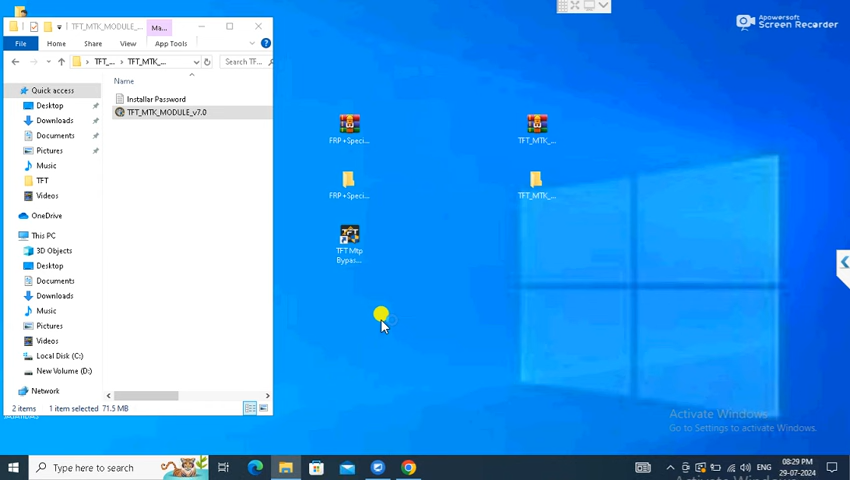 TFT_MTK_MODULE_...
Ma...
File
Home
Share
View
App Tools
TFT_...
TFT_MTK_...
Search TF...
Name
Quick access
Desktop
Downloads
Documents
Pictures
Music
TFT
Videos
OneDrive
This PC
3D Objects
Desktop
Documents
Downloads
Music
Pictures
Videos
Local Disk (C:)
New Volume (D:)
Network
Installar Password
TFT_MTK_MODULE_v7.0
2 items
1 item selected
71.5 MB
FRP +Speci...
FRP +Speci...
TFT
TFT Mtp
Bypas...
TFT_MTK_...
TFT_MTK_...
Apowersoft
Screen Recorder
Activate Windows
Go to Settings to activate Windows.
Type here to search
ENG
08:29 PM
29-07-2024